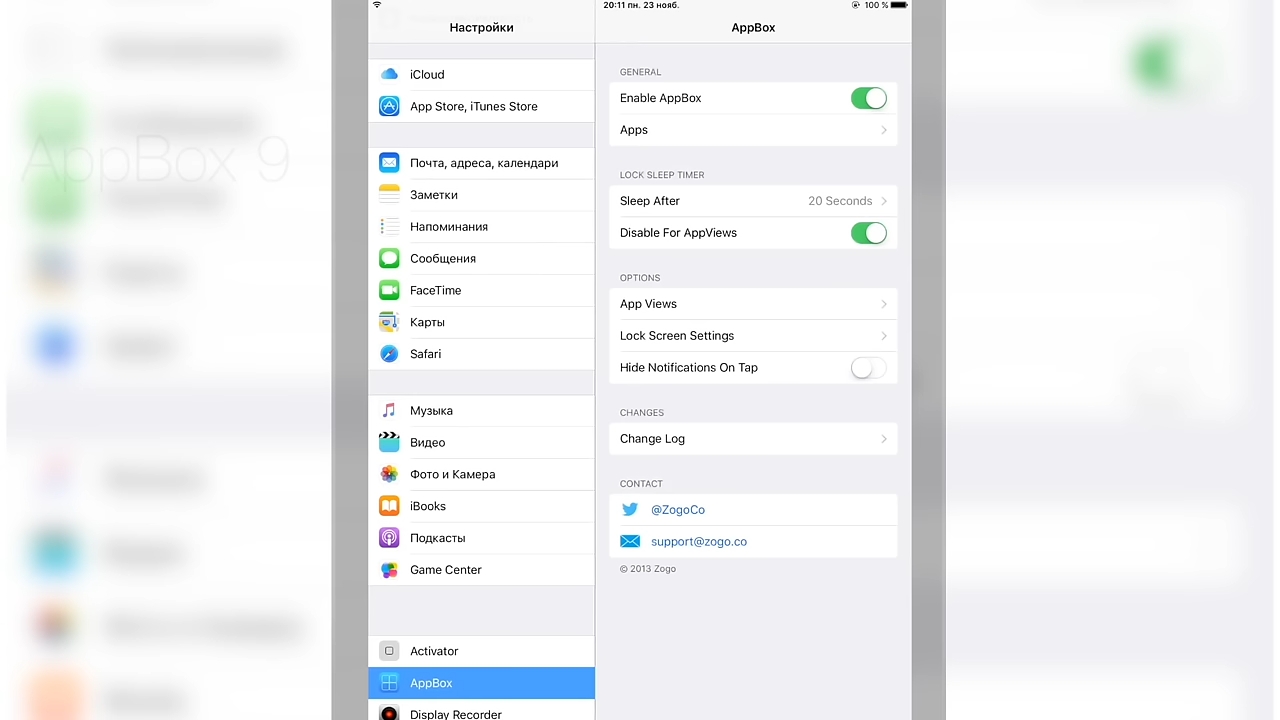 20:11 пн. 23 нояб.
100 %
Настройки
AppBox
AppBox 9
iCloud
App Store, iTunes Store
Почта, адреса, календари
Заметки
Напоминания
Сообщения
FaceTime
Карты
Safari
Музыка
Видео
Фото и Камера
iBooks
Подкасты
Game Center
Activator
AppBox
Display Recorder
GENERAL
Enable AppBox
Apps
LOCK SLEEP TIMER
Sleep After 20 Seconds
Disable For AppViews
OPTIONS
App Views
Lock Screen Settings
Hide Notifications On Tap
CHANGES
Change Log
CONTACT
@ZogoCo
support@zogo.co
© 2013 Zogo